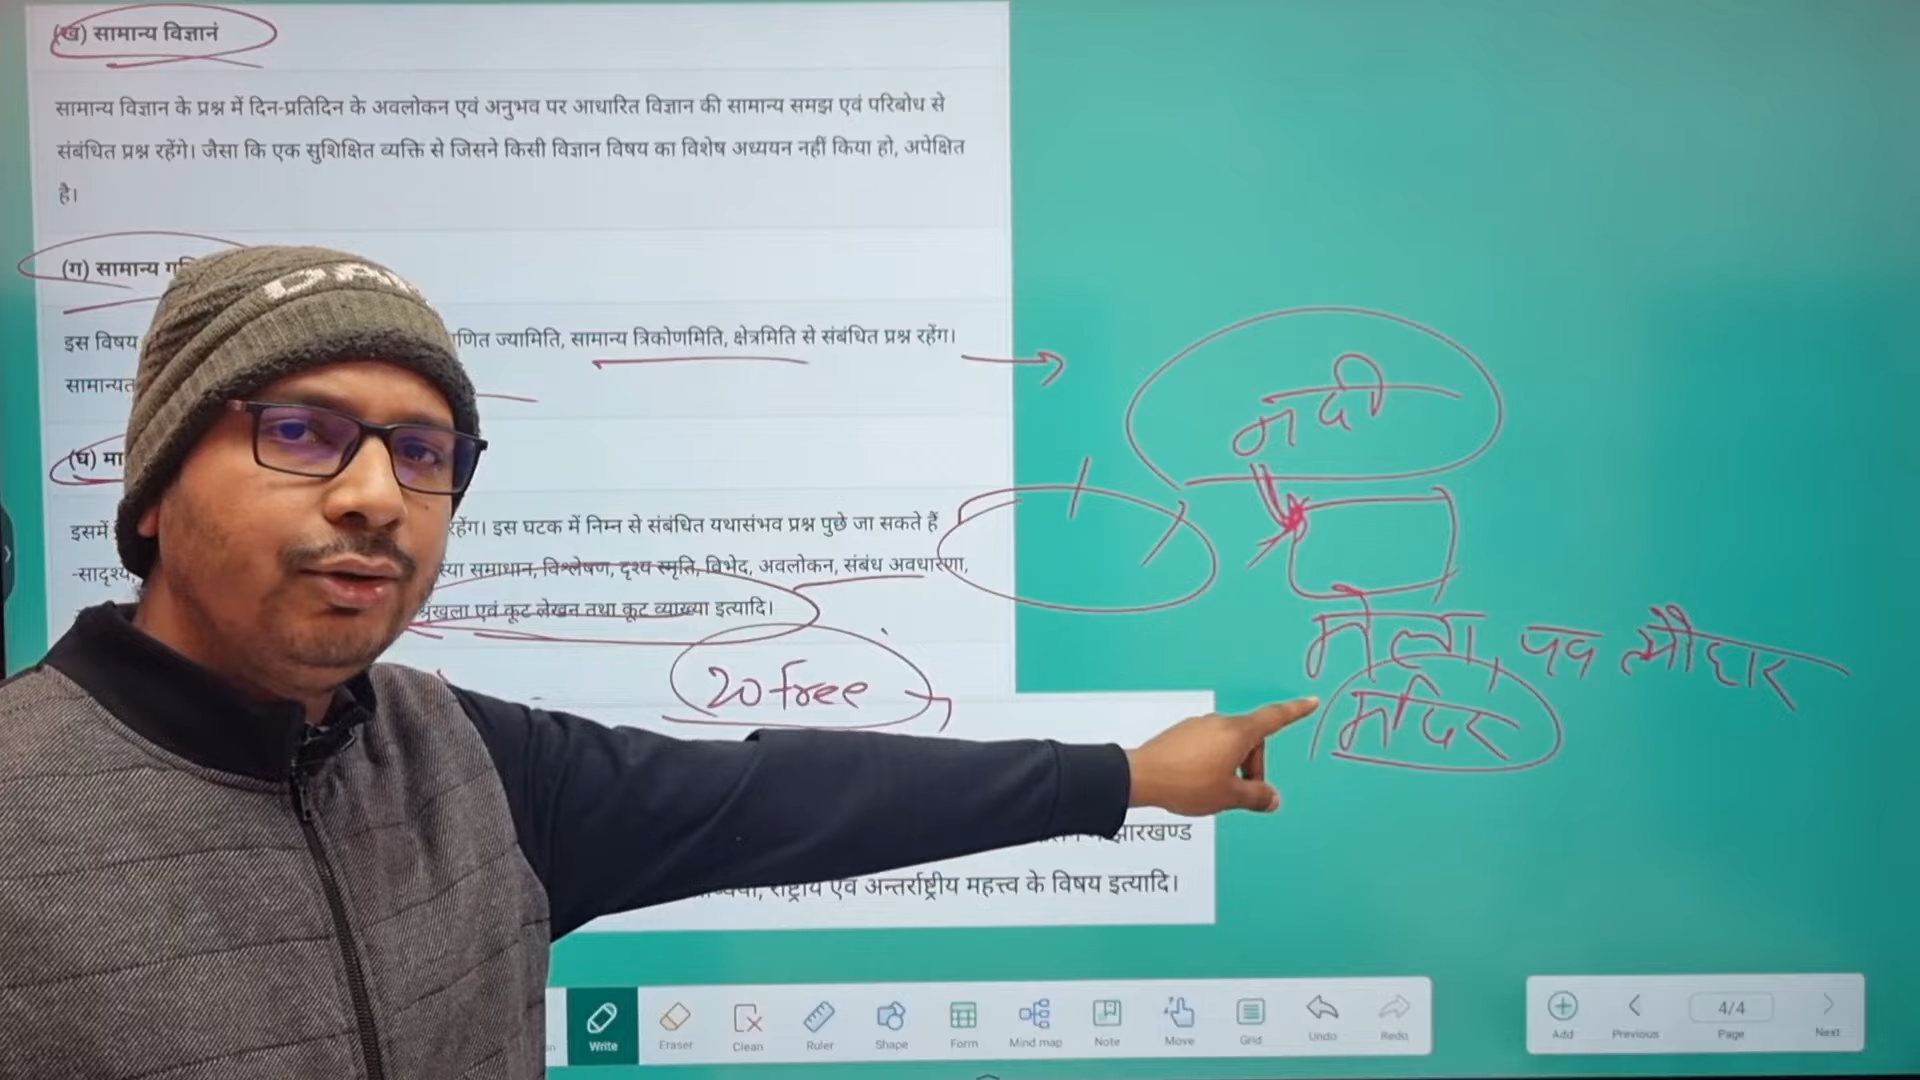 (ख) सामान्य विज्ञानं
सामान्य विज्ञान के प्रश्न में दिन-प्रतिदिन के अवलोकन एवं अनुभव पर आधारित विज्ञान की सामान्य समझ एवं परिबोध से
संबंधित प्रश्न रहेंगे। जैसा कि एक सुशिक्षित व्यक्ति से जिसने किसी विज्ञान विषय का विशेष अध्ययन नहीं किया हो, अपेक्षित
है।
(ग) सामान्य
इस विषय ज्यामिति, सामान्य त्रिकोणमिति, क्षेत्रमिति से संबंधित प्रश्न रहेंग।
(घ)
इसमें रहेंग। इस घटक में निम्न से संबंधित यथासंभव प्रश्न पुछे जा सकते हैं
समाधान, विश्लेषण, दृश्य स्मृति, विभेद, अवलोकन, संबंध अवधारणा,
श्रृंखला एवं कूट लेखन तथा कूट व्याख्या इत्यादि।
20 free
नदी
मेला, पर्व त्यौहार
मंदिर
झारखण्ड
राष्ट्रीय एवं अन्तर्राष्ट्रीय महत्त्व के विषय इत्यादि।
Write
Eraser
Clean
Ruler
Shape
Form
Mind map
Note
Move
Grid
Undo
Redo
Add
Previous
4/4
Page
Next